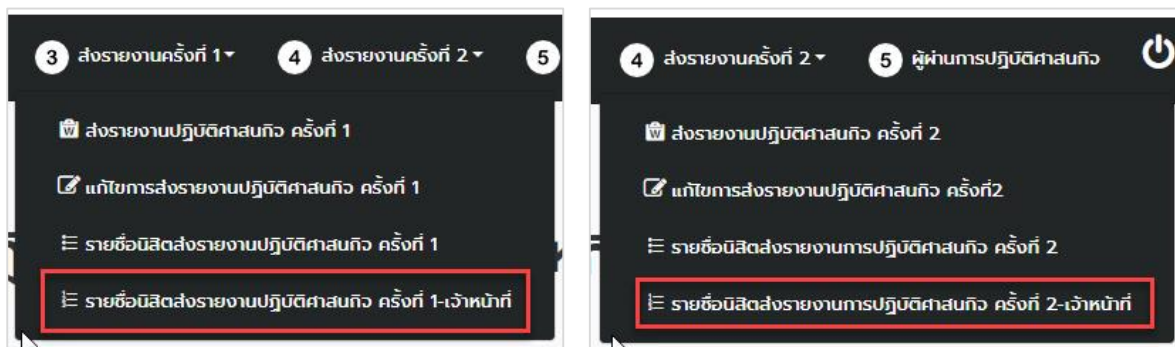 3 ส่งรายงานครั้งที่ 1 4 ส่งรายงานครั้งที่ 2 5
ส่งรายงานปฏิบัติศาสนกิจ ครั้งที่ 1
แก้ไขการส่งรายงานปฏิบัติศาสนกิจ ครั้งที่ 1
รายชื่อนิสิตส่งรายงานปฏิบัติศาสนกิจ ครั้งที่ 1
รายชื่อนิสิตส่งรายงานปฏิบัติศาสนกิจ ครั้งที่ 1-เจ้าหน้าที่
4 ส่งรายงานครั้งที่ 2 5 ผู้ผ่านการปฏิบัติศาสนกิจ
ส่งรายงานปฏิบัติศาสนกิจ ครั้งที่ 2
แก้ไขการส่งรายงานปฏิบัติศาสนกิจ ครั้งที่2
รายชื่อนิสิตส่งรายงานการปฏิบัติศาสนกิจ ครั้งที่ 2
รายชื่อนิสิตส่งรายงานการปฏิบัติศาสนกิจ ครั้งที่ 2-เจ้าหน้าที่